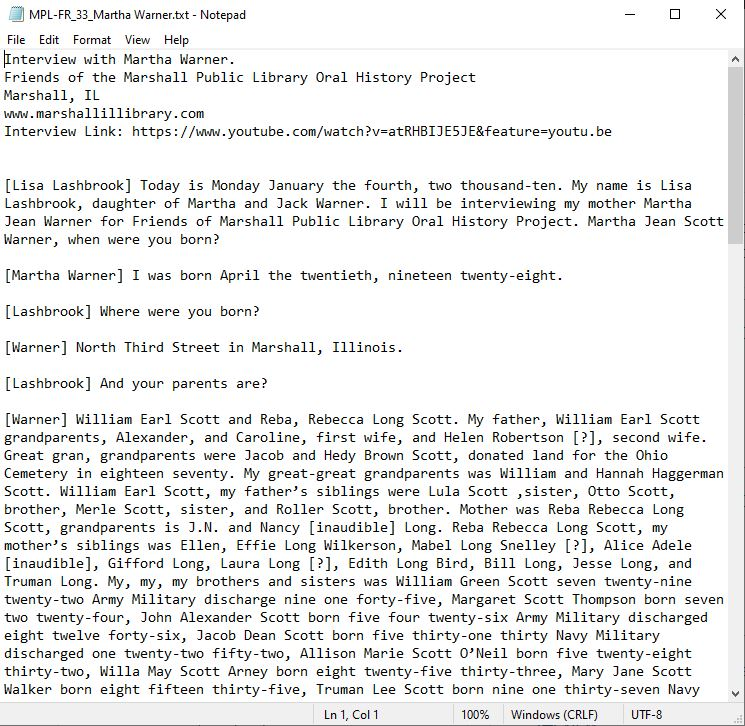 MPL-FR_33_Martha Warner.txt - Notepad
File Edit Format View Help
Interview with Martha Warner.
Friends of the Marshall Public Library Oral History Project
Marshall, IL
www.marshallillibrary.com
Interview Link: https://www.youtube.com/watch?v=atRHBIJE5JE&feature=youtu.be
[Lisa Lashbrook] Today is Monday January the fourth, two thousand-ten. My name is Lisa
Lashbrook, daughter of Martha and Jack Warner. I will be interviewing my mother Martha
Jean Warner for Friends of Marshall Public Library Oral History Project. Martha Jean Scott
Warner, when were you born?
[Martha Warner] I was born April the twentieth, nineteen twenty-eight.
[Lashbrook] Where were you born?
[Warner] North Third Street in Marshall, Illinois.
[Lashbrook] And your parents are?
[Warner] William Earl Scott and Reba, Rebecca Long Scott. My father, William Earl Scott
grandparents, Alexander, and Caroline, first wife, and Helen Robertson [?], second wife.
Great gran, grandparents were Jacob and Hedy Brown Scott, donated land for the Ohio
Cemetery in eighteen seventy. My great-great grandparents was William and Hannah Haggerman
Scott. William Earl Scott, my father’s siblings were Lula Scott ,sister, Otto Scott,
brother, Merle Scott, sister, and Roller Scott, brother. Mother was Reba Rebecca Long
Scott, grandparents is J.N. and Nancy [inaudible] Long. Reba Rebecca Long Scott, my
mother’s siblings was Ellen, Effie Long Wilkerson, Mabel Long Snelley [?], Alice Adele
[inaudible], Gifford Long, Laura Long [?], Edith Long Bird, Bill Long, Jesse Long, and
Truman Long. My, my, my brothers and sisters was William Green Scott seven twenty-nine
twenty-two Army Military discharge nine one forty-five, Margaret Scott Thompson born seven
two twenty-four, John Alexander Scott born five four twenty-six Army Military discharged
eight twelve forty-six, Jacob Dean Scott born five thirty-one thirty Navy Military
discharged one twenty-two fifty-two, Allison Marie Scott O’Neil born five twenty-eight
thirty-two, Willa May Scott Arney born eight twenty-five thirty-three, Mary Jane Scott
Walker born eight fifteen thirty-five, Truman Lee Scott born nine one thirty-seven Navy
Ln 1, Col 1 100% Windows (CRLF) UTF-8